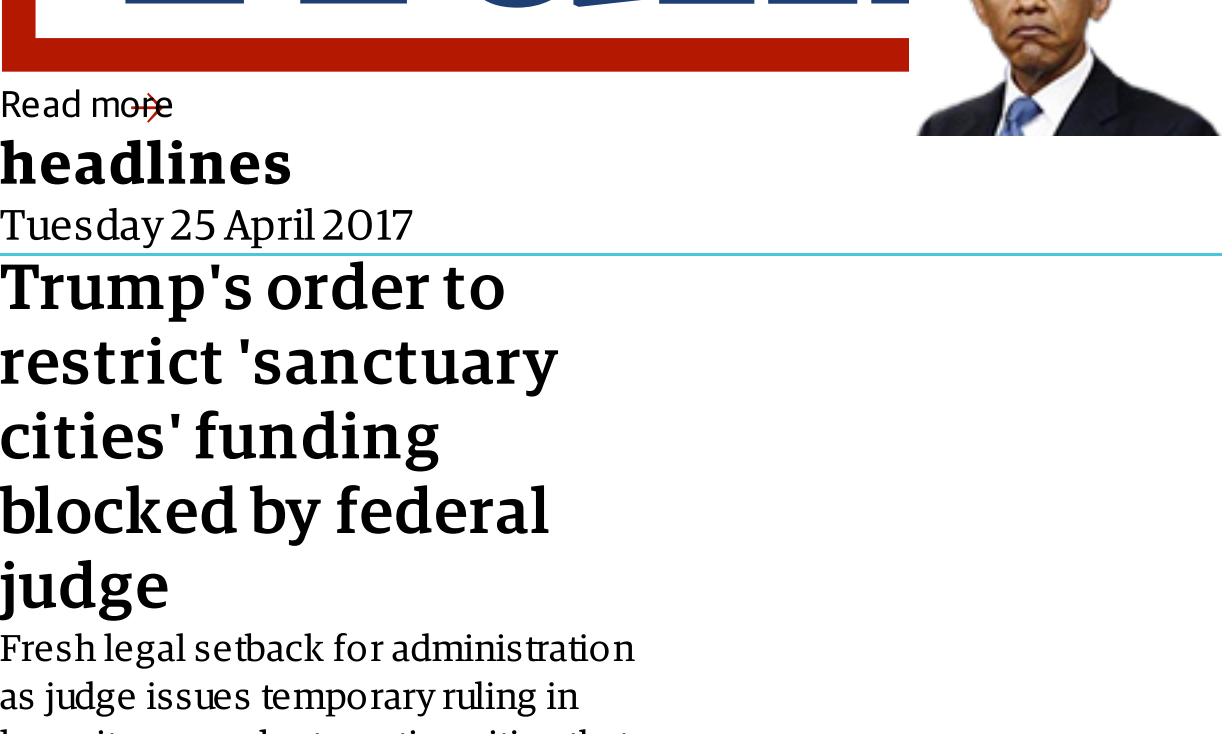 Read more
headlines
Tuesday 25 April 2017
Trump's order to
restrict 'sanctuary
cities' funding
blocked by federal
judge
Fresh legal setback for administration
as judge issues temporary ruling in